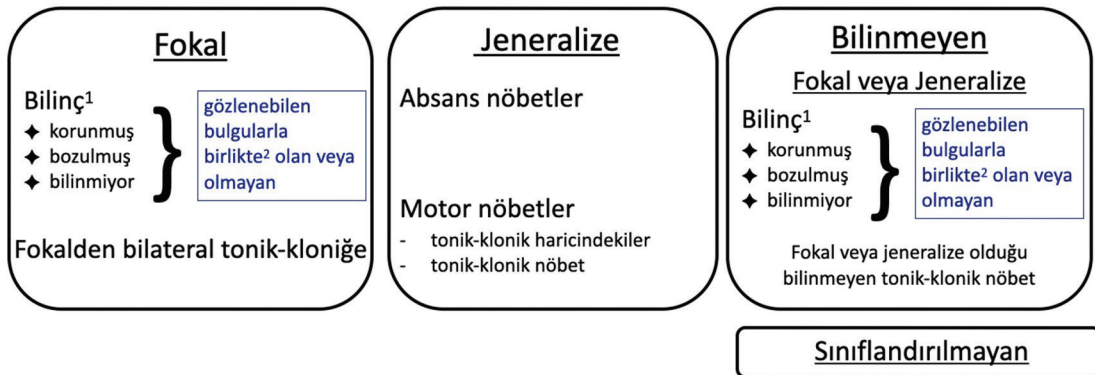 Fokal
Bilinç¹
✦ korunmuş
✦ bozulmuş
✦ bilinmiyor
gözlenebilen
bulgularla
birlikte² olan veya
olmayan
Fokalden bilateral tonik-kloniğe
Jeneralize
Absans nöbetler
Motor nöbetler
- tonik-klonik haricindekiler
- tonik-klonik nöbet
Bilinmeyen
Fokal veya Jeneralize
Bilinç¹
✦ korunmuş
✦ bozulmuş
✦ bilinmiyor
gözlenebilen
bulgularla
birlikte² olan veya
olmayan
Fokal veya jeneralize olduğu
bilinmeyen tonik-klonik nöbet
Sınıflandırılmayan